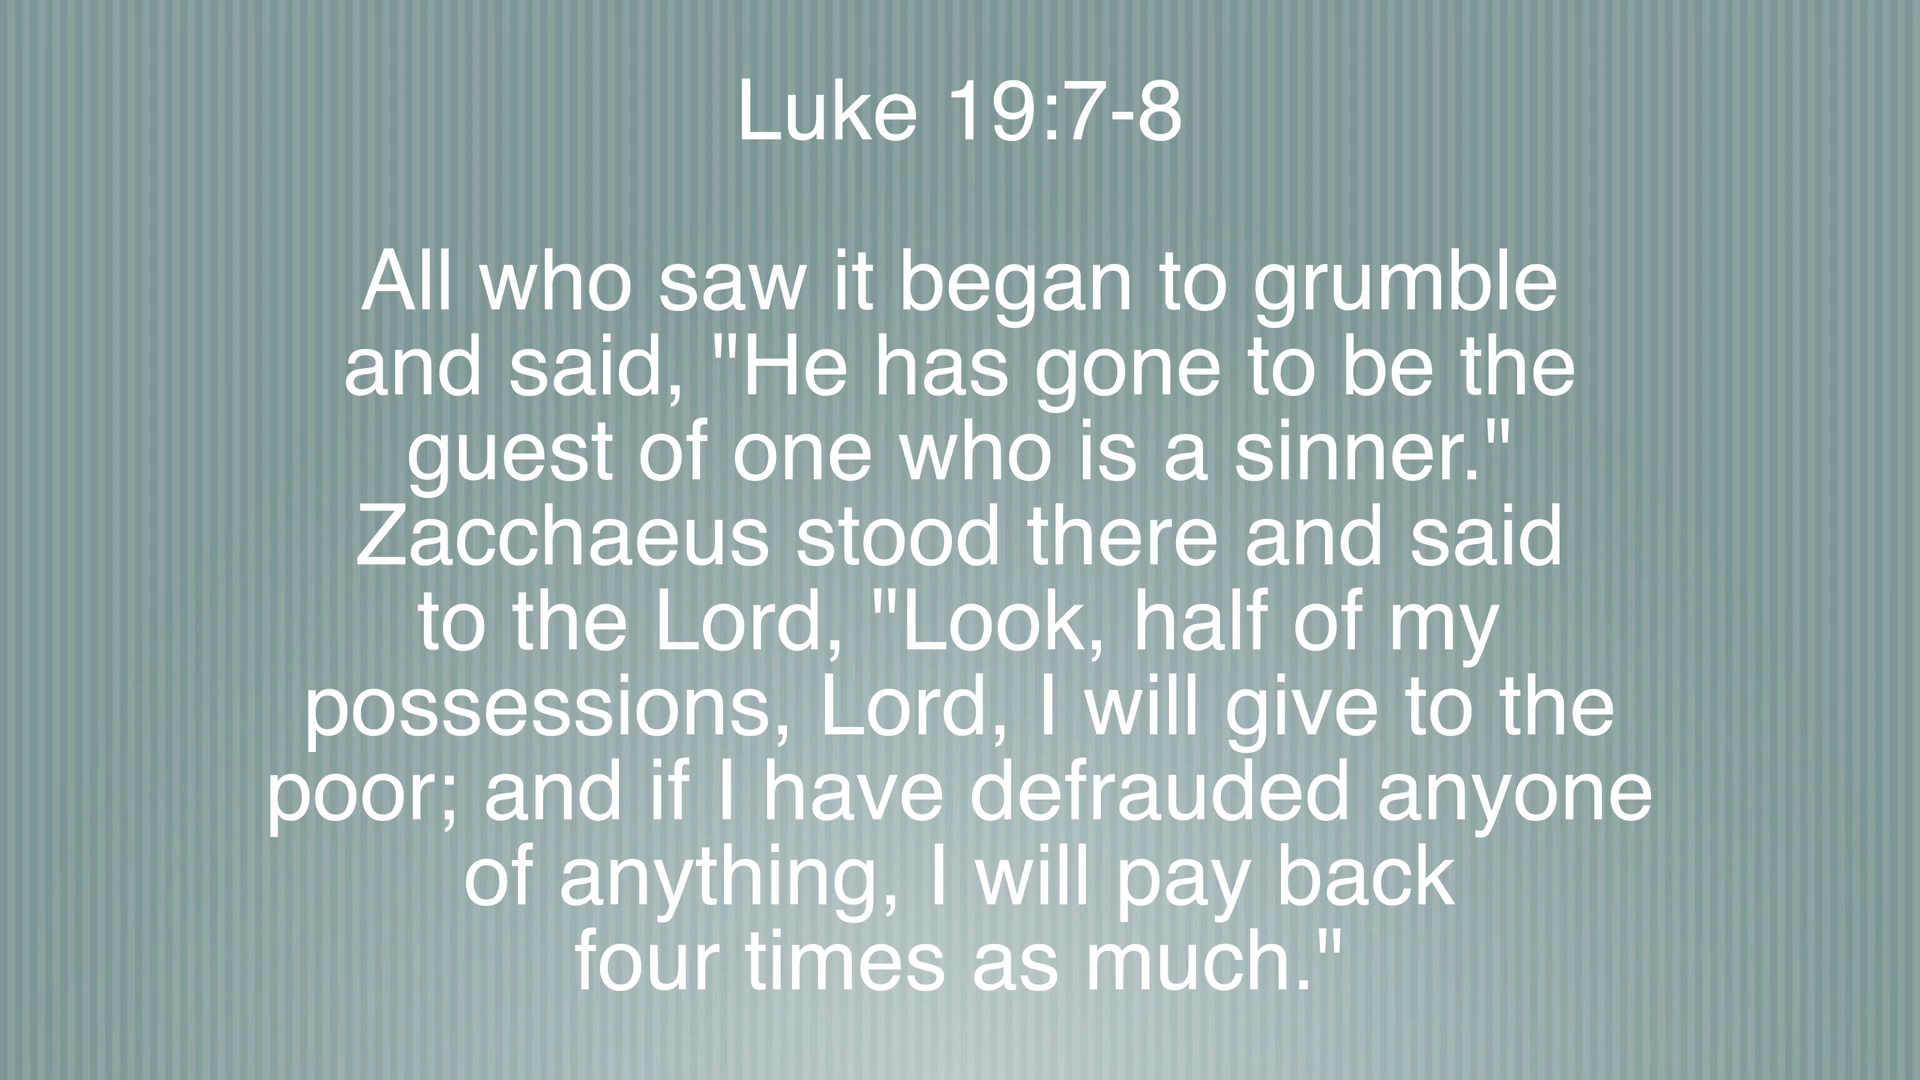 Luke 19:7-8
All who saw it began to grumble
and said, "He has gone to be the
guest of one who is a sinner."
Zacchaeus stood there and said
to the Lord, "Look, half of my
possessions, Lord, I will give to the
poor; and if I have defrauded anyone
of anything, I will pay back
four times as much."